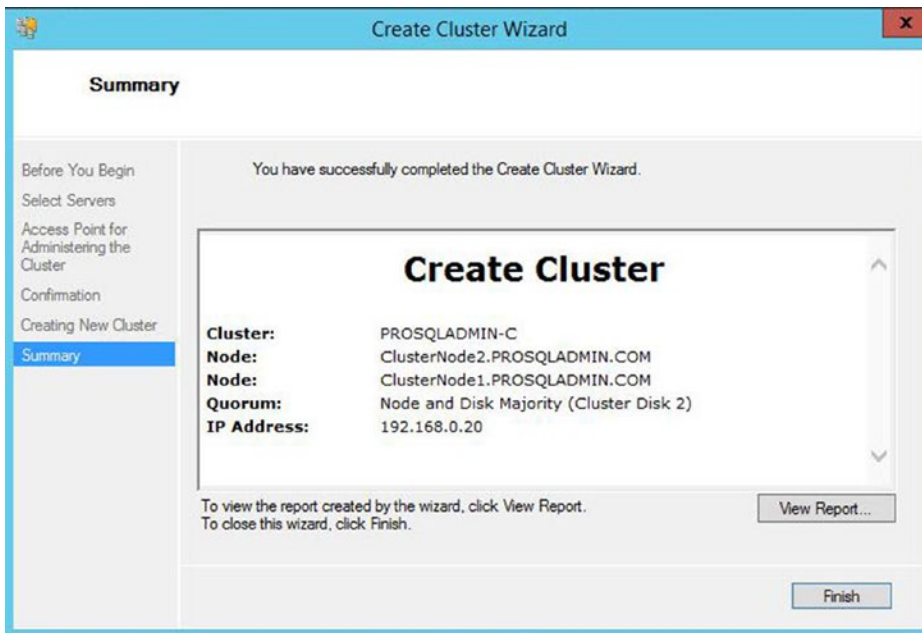 Create Cluster Wizard
x
Summary
Before You Begin
Select Servers
Access Point for
Administering the
Cluster
Confirmation
Creating New Cluster
Summary
You have successfully completed the Create Cluster Wizard.
Create Cluster
Cluster: PROSQLADMIN-C
Node: ClusterNode2.PROSQLADMIN.COM
Node: ClusterNode1.PROSQLADMIN.COM
Quorum: Node and Disk Majority (Cluster Disk 2)
IP Address: 192.168.0.20
To view the report created by the wizard, click View Report.
To close this wizard, click Finish.
View Report...
Finish